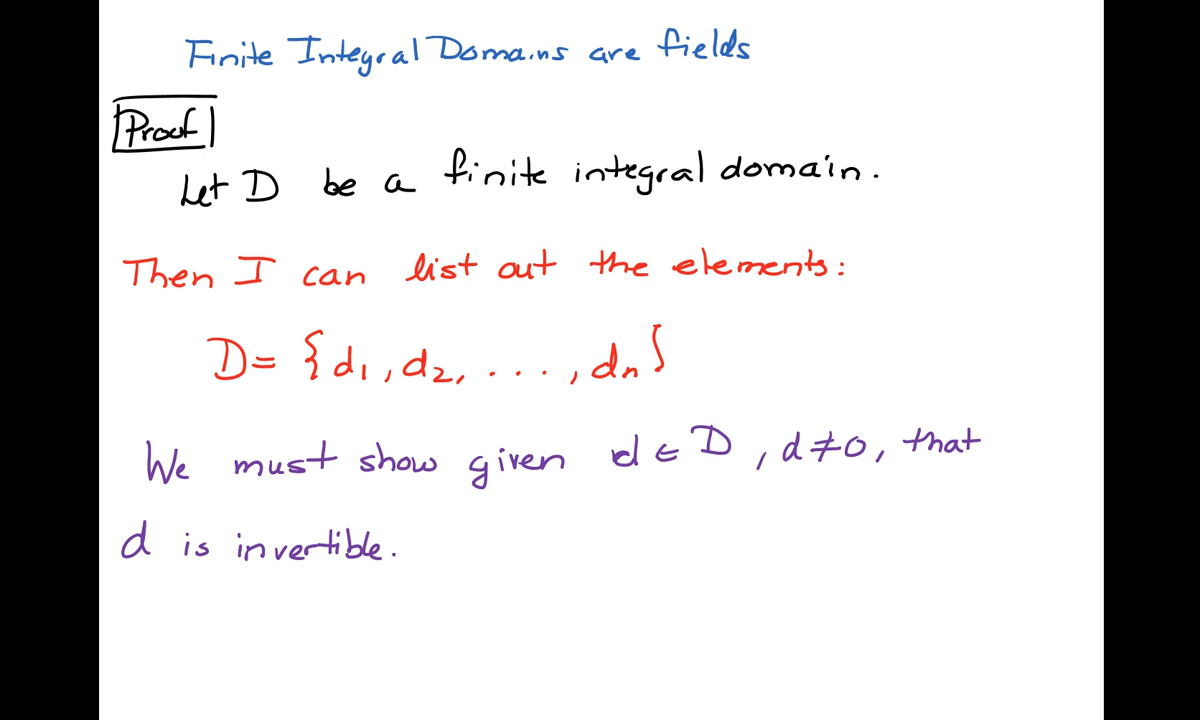 Finite Integral Domains are fields
Proof
Let D be a finite integral domain.
Then I can list out the elements:
D = {d₁, d₂, ..., dₙ}
We must show given d ∈ D, d ≠ 0, that
d is invertible.